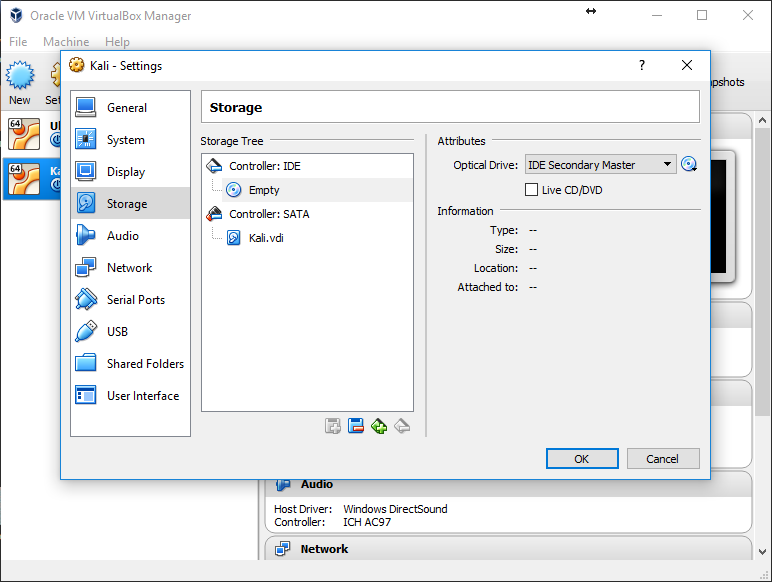 Oracle VM VirtualBox Manager
File Machine Help
Kali - Settings
?
New
pshots
64
64
General
System
Display
Storage
Audio
Network
Serial Ports
USB
Shared Folders
User Interface
Storage
Storage Tree
Controller: IDE
Empty
Controller: SATA
Kali.vdi
Attributes
Optical Drive: IDE Secondary Master
Live CD/DVD
Information
Type: --
Size: --
Location: --
Attached to: --
OK Cancel
Audio
Host Driver: Windows DirectSound
Controller: ICH AC97
Network